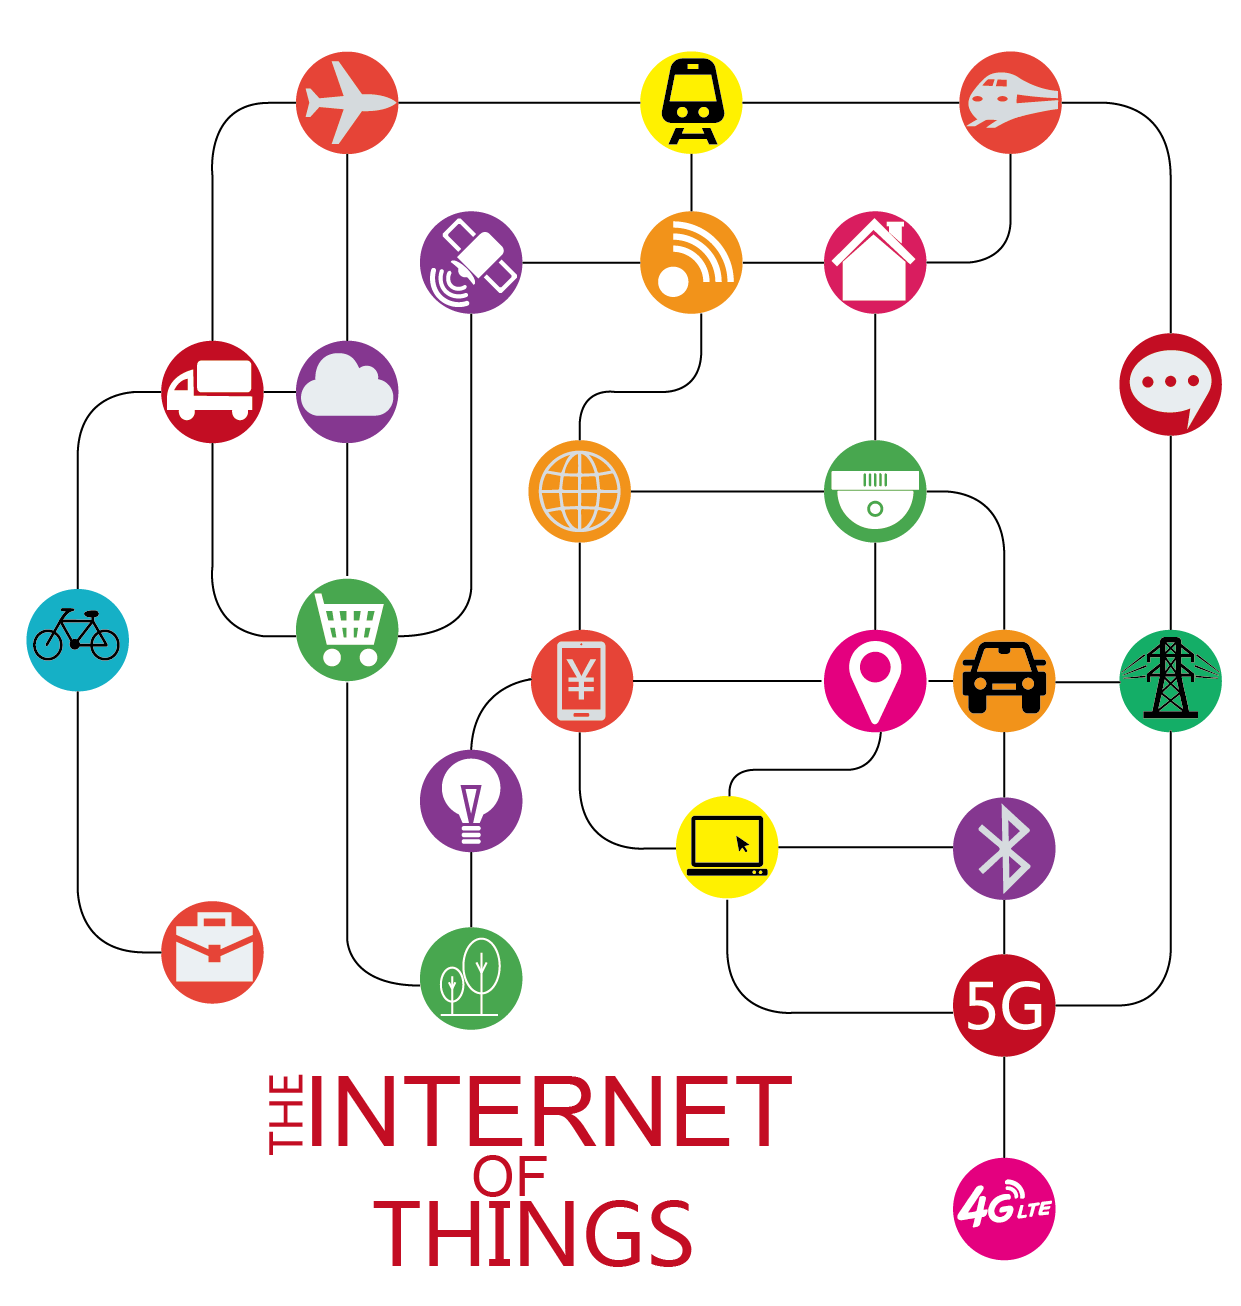 ¥
5G
4G LTE
THE INTERNET
OF
THINGS